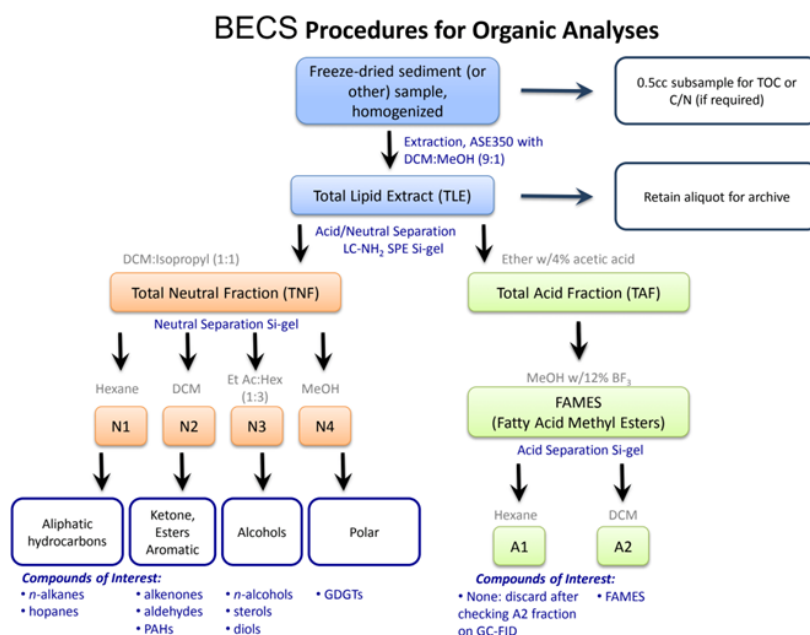 BECS Procedures for Organic Analyses
Freeze-dried sediment (or
other) sample,
homogenized
0.5cc subsample for TOC or
C/N (if required)
Extraction, ASE350 with
DCM:MeOH (9:1)
Total Lipid Extract (TLE)
Retain aliquot for archive
Acid/Neutral Separation
LC-NH₂ SPE Si-gel
DCM:Isopropyl (1:1)
Ether w/4% acetic acid
Total Neutral Fraction (TNF)
Total Acid Fraction (TAF)
Neutral Separation Si-gel
Hexane
DCM
Et Ac:Hex
(1:3)
MeOH
MeOH w/12% BF₃
N1
N2
N3
N4
FAMES
(Fatty Acid Methyl Esters)
Acid Separation Si-gel
Aliphatic
hydrocarbons
Ketone,
Esters
Aromatic
Alcohols
Polar
Hexane
DCM
A1
A2
Compounds of Interest:
• n-alkanes
• hopanes
• alkenones
• aldehydes
• PAHs
• n-alcohols
• sterols
• diols
• GDGTs
Compounds of Interest:
• None: discard after
checking A2 fraction
on GC-FID
• FAMES